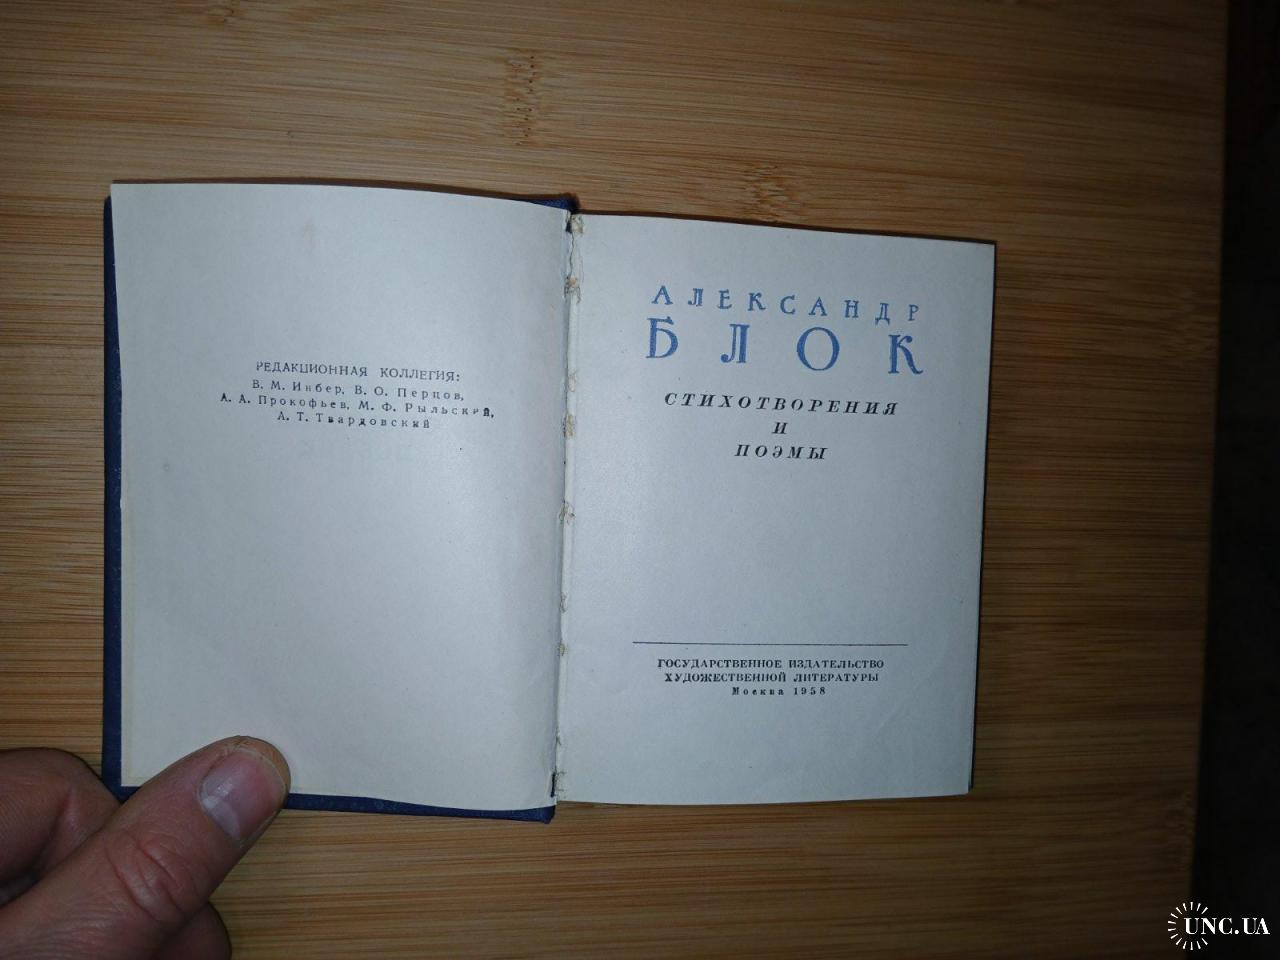 РЕДАКЦИОННАЯ КОЛЛЕГИЯ:
В. М. Инбер, В. О. Перцов,
А. А. Прокофьев, М. Ф. Рыльский,
А. Т. Твардовский
АЛЕКСАНДР
БЛОК
СТИХОТВОРЕНИЯ
И
ПОЭМЫ
ГОСУДАРСТВЕННОЕ ИЗДАТЕЛЬСТВО
ХУДОЖЕСТВЕННОЙ ЛИТЕРАТУРЫ
Москва 1958
UNC.UA